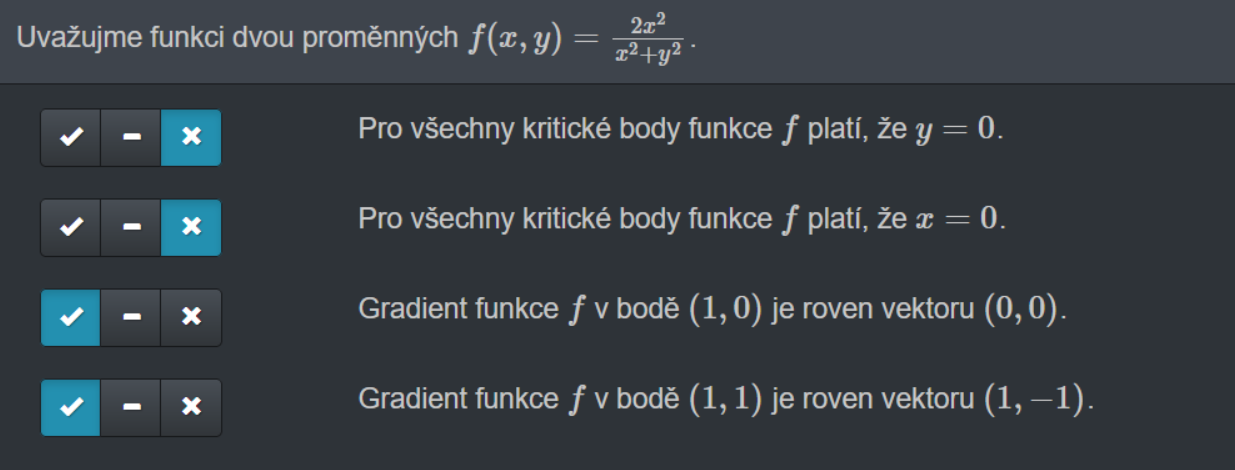 Uvažujme funkci dvou proměnných $f(x, y) = \frac{2x^2}{x^2+y^2}$.
Pro všechny kritické body funkce $f$ platí, že $y = 0$.
Pro všechny kritické body funkce $f$ platí, že $x = 0$.
Gradient funkce $f$ v bodě $(1, 0)$ je roven vektoru $(0, 0)$.
Gradient funkce $f$ v bodě $(1, 1)$ je roven vektoru $(1, -1)$.